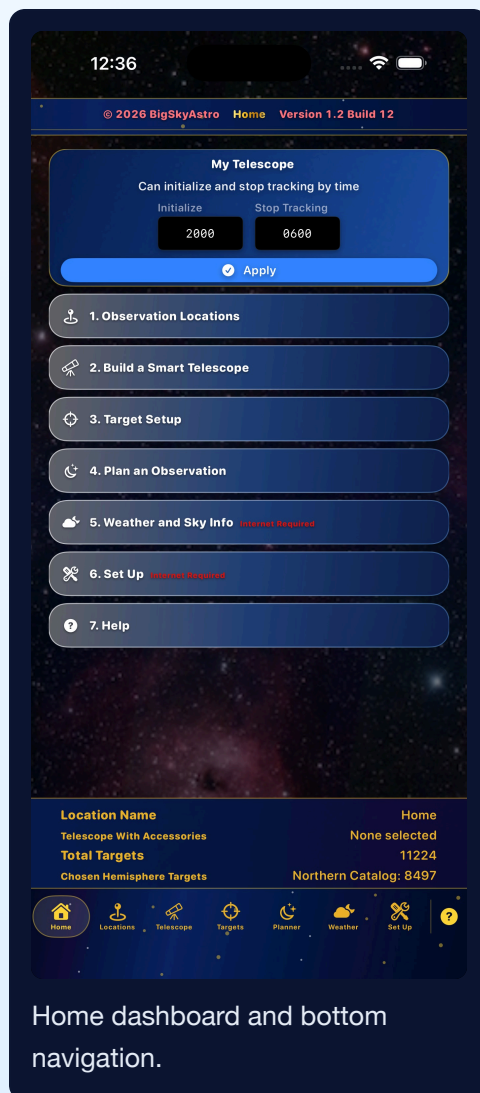 12:36
© 2026 BigSkyAstro Home Version 1.2 Build 12
My Telescope
Can initialize and stop tracking by time
Initialize Stop Tracking
2000 0600
Apply
1. Observation Locations
2. Build a Smart Telescope
3. Target Setup
4. Plan an Observation
5. Weather and Sky Info Internet Required
6. Set Up Internet Required
7. Help
Location Name Home
Telescope With Accessories None selected
Total Targets 11224
Chosen Hemisphere Targets Northern Catalog: 8497
Home Locations Telescope Targets Planner Weather Set Up ?
Home dashboard and bottom
navigation.